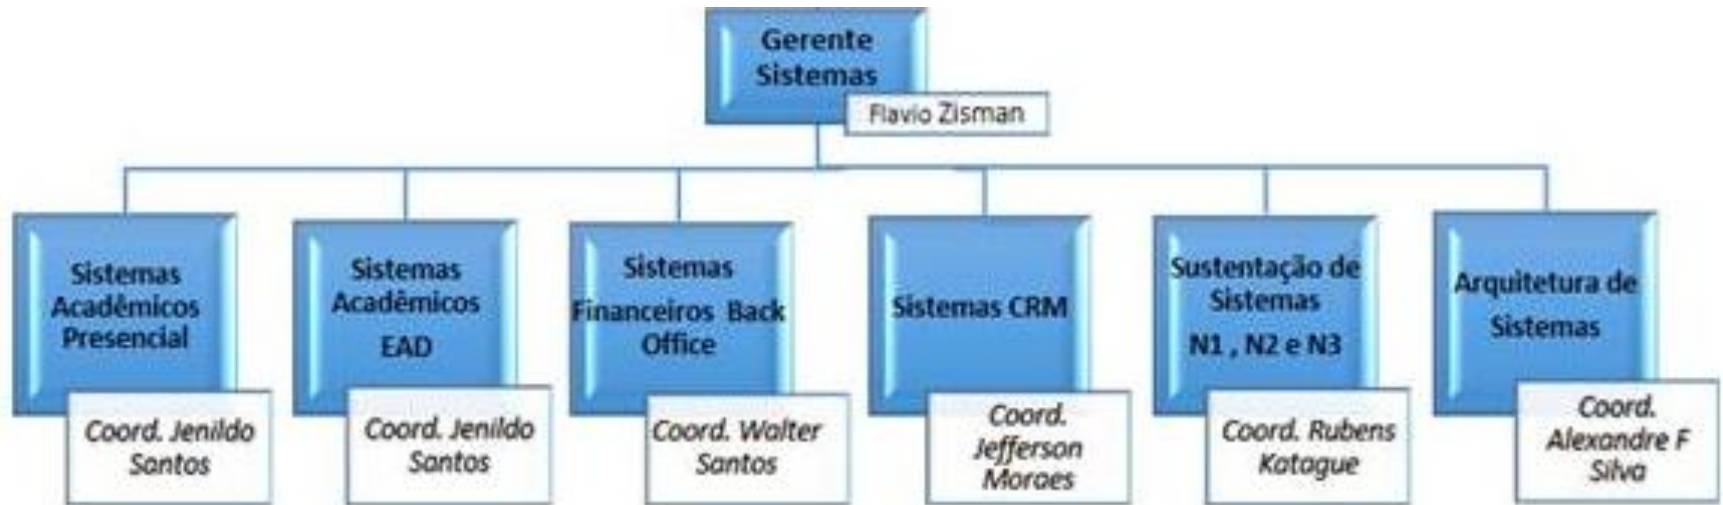 Gerente
Sistemas
Flavio Zisman
Sistemas
Acadêmicos
Presencial
Coord. Jenildo
Santos
Sistemas
Acadêmicos
EAD
Coord. Jenildo
Santos
Sistemas
Financeiros Back
Office
Coord. Walter
Santos
Sistemas CRM
Coord.
Jefferson
Moraes
Sustentação de
Sistemas
N1 , N2 e N3
Coord. Rubens
Katague
Arquitetura de
Sistemas
Coord.
Alexandre F
Silva